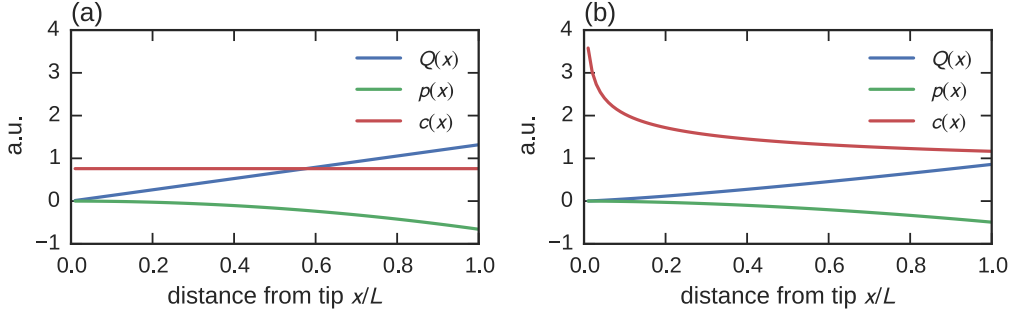 (a)
a.u.
4
3
2
1
0
−1
Q(x)
p(x)
c(x)
0.0 0.2 0.4 0.6 0.8 1.0
distance from tip x/L
(b)
a.u.
4
3
2
1
0
−1
Q(x)
p(x)
c(x)
0.0 0.2 0.4 0.6 0.8 1.0
distance from tip x/L